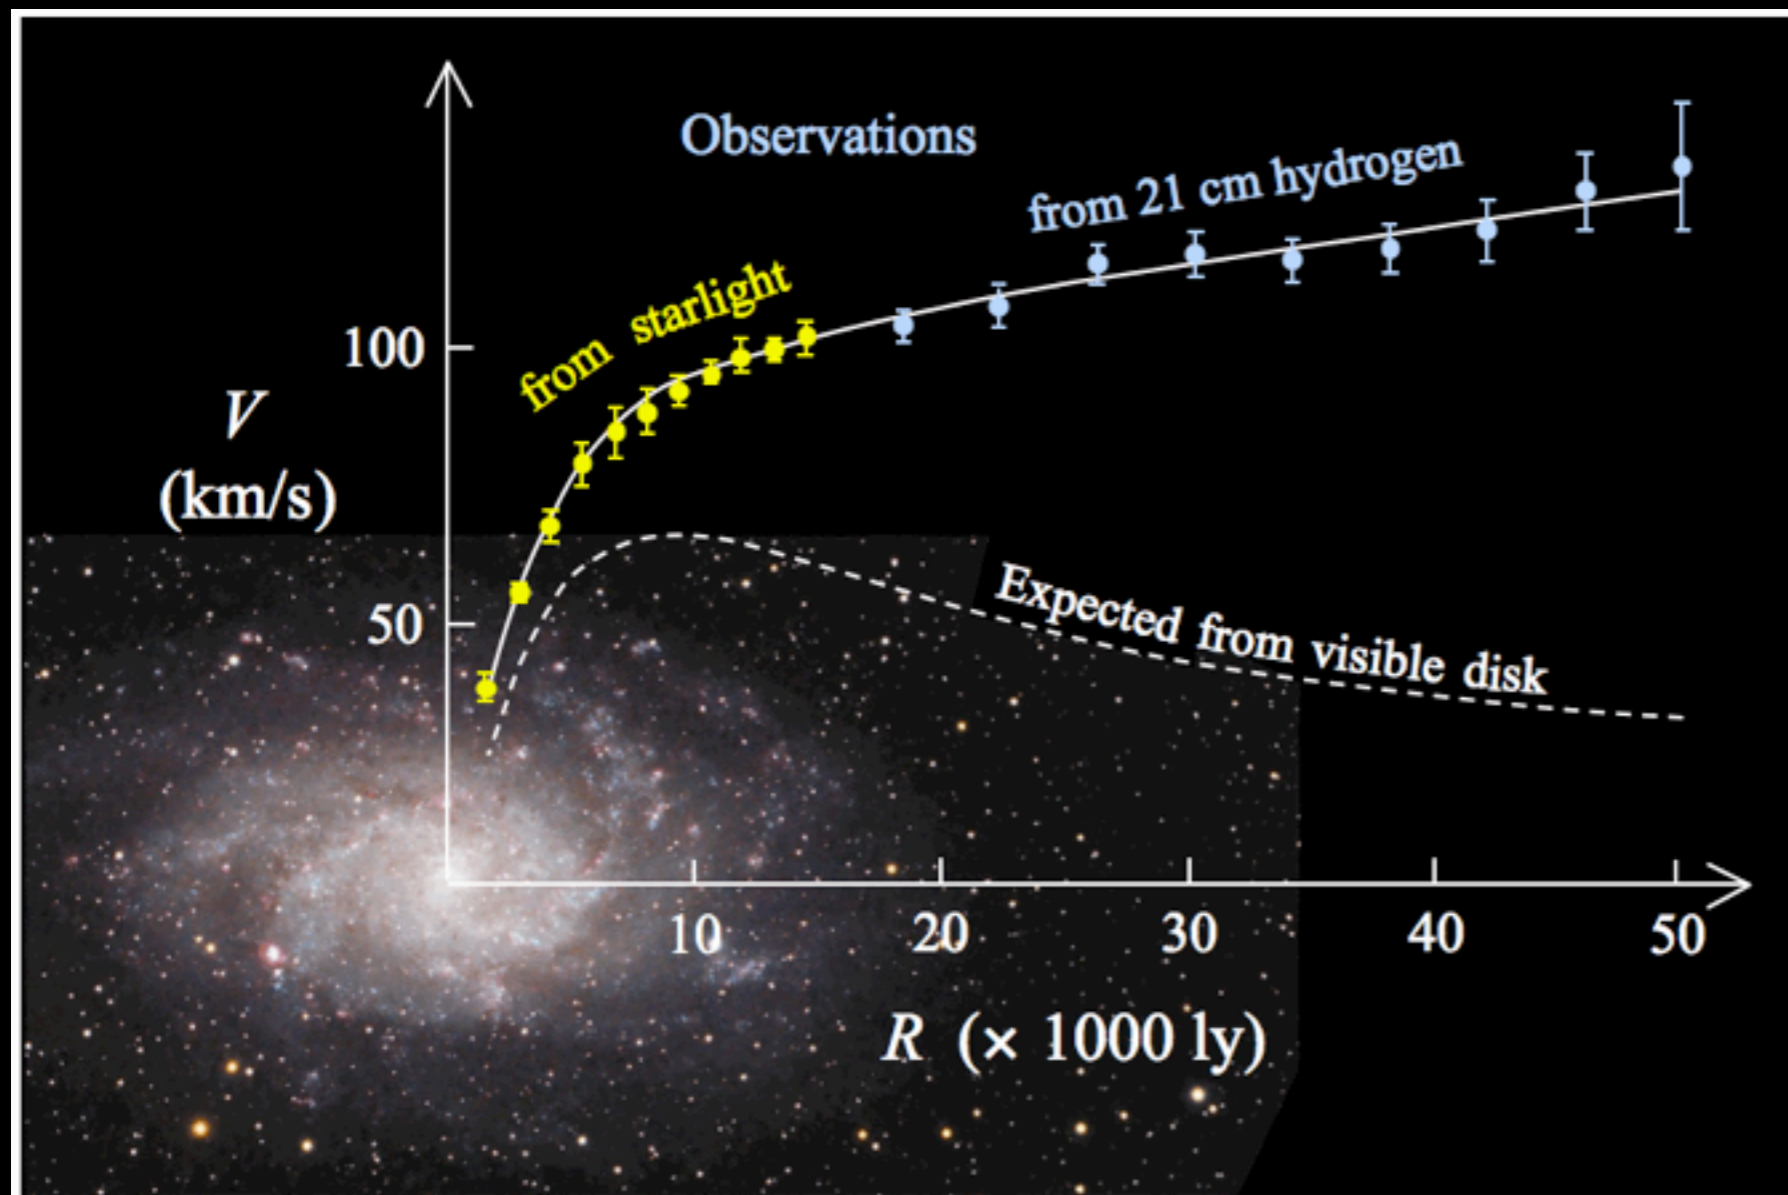 Observations
from 21 cm hydrogen
from starlight
100
V
(km/s)
50
Expected from visible disk
10
20
30
40
50
R (× 1000 ly)